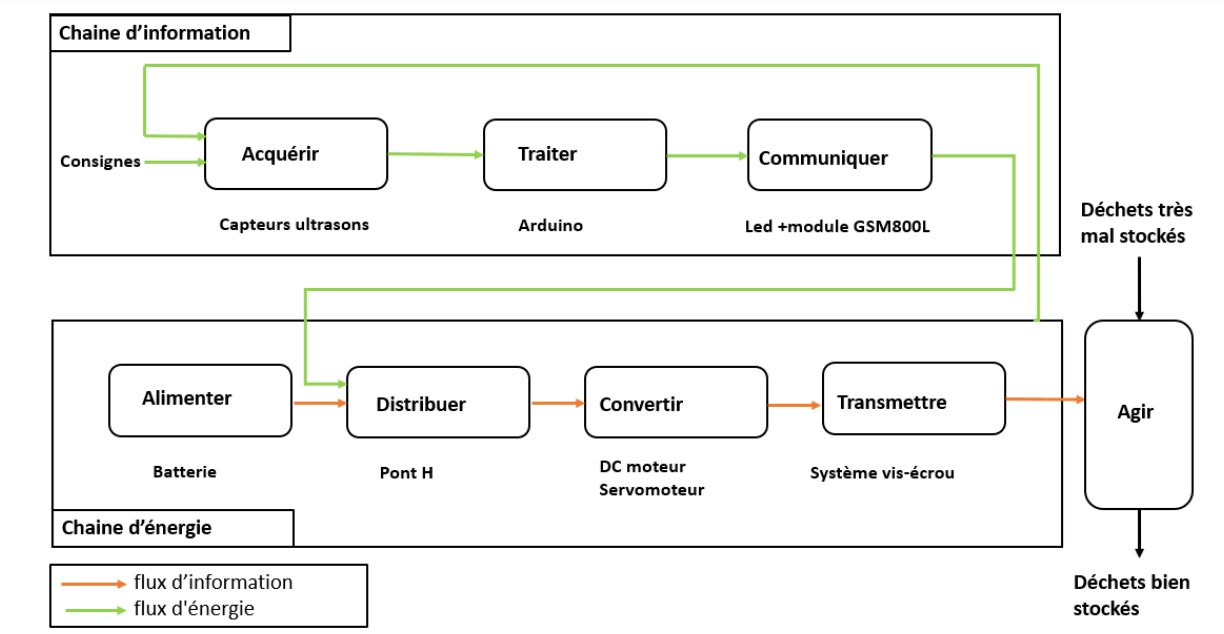 Chaine d’information
Consignes
Acquérir
Traiter
Communiquer
Capteurs ultrasons
Arduino
Led +module GSM800L
Déchets très
mal stockés
Alimenter
Distribuer
Convertir
Transmettre
Agir
Batterie
Pont H
DC moteur
Servomoteur
Système vis-écrou
Chaine d’énergie
flux d’information
flux d'énergie
Déchets bien
stockés